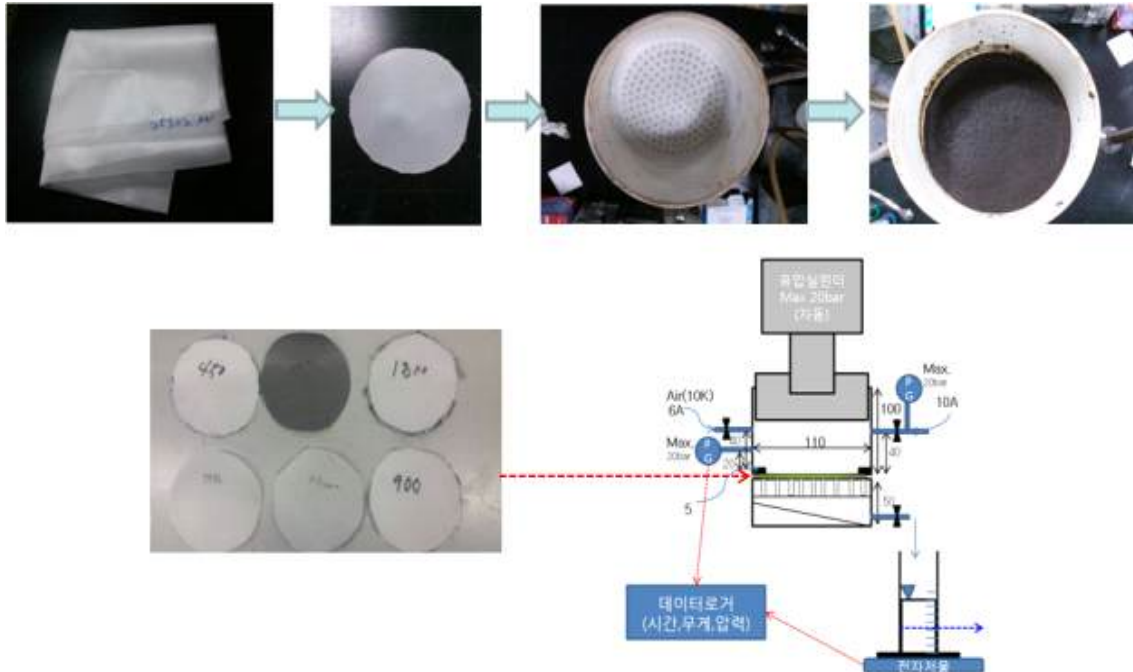 유압실린더
Max 20bar
(자동)
450
1800
900
Air(10K)
6A
Max.
20bar
P
G
Max.
20bar
P
G
10A
100
110
40
50
5
데이터로거
(시간,무게,압력)
전자저울